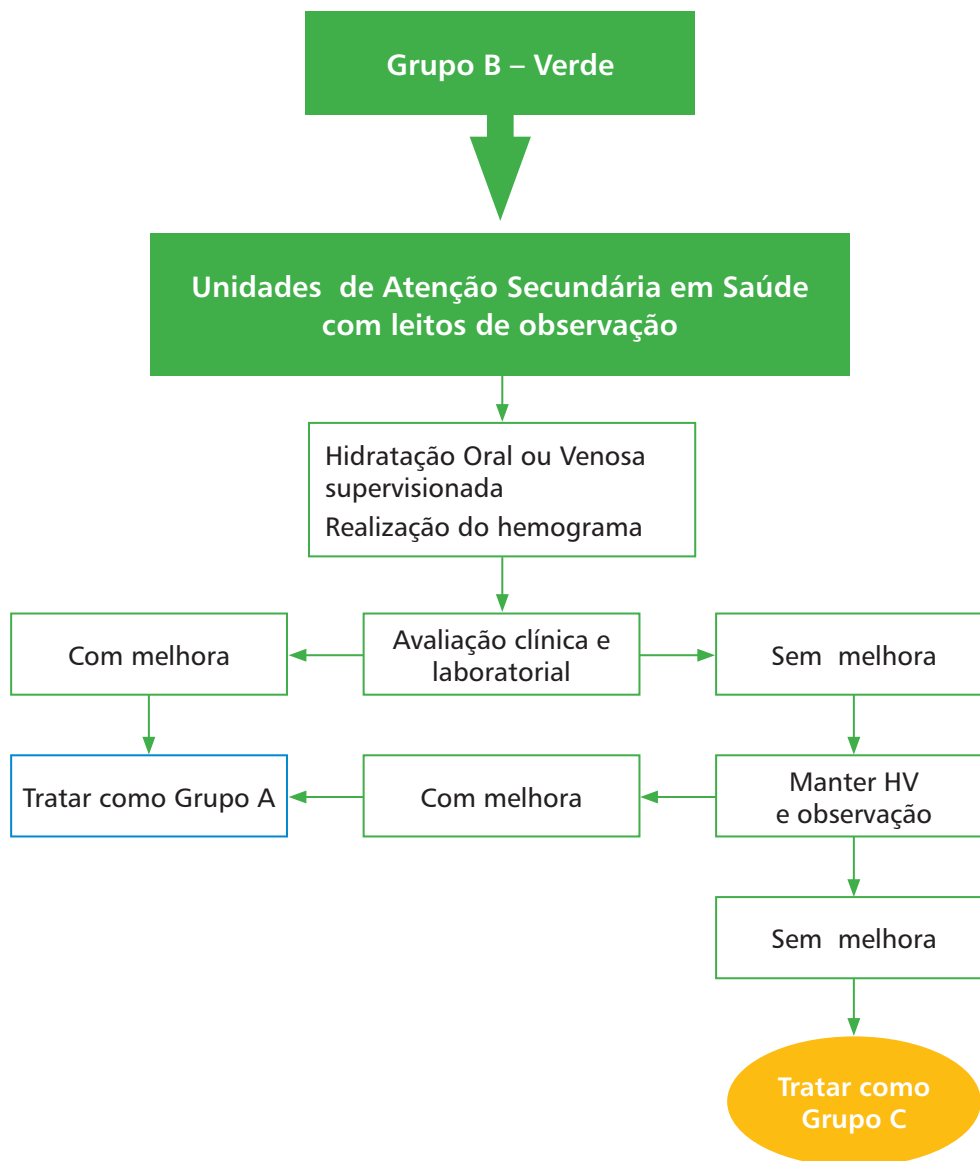 Grupo B – Verde
Unidades de Atenção Secundária em Saúde
com leitos de observação
Hidratação Oral ou Venosa
supervisionada
Realização do hemograma
Com melhora
Avaliação clínica e
laboratorial
Sem melhora
Tratar como Grupo A
Com melhora
Manter HV
e observação
Sem melhora
Tratar como
Grupo C